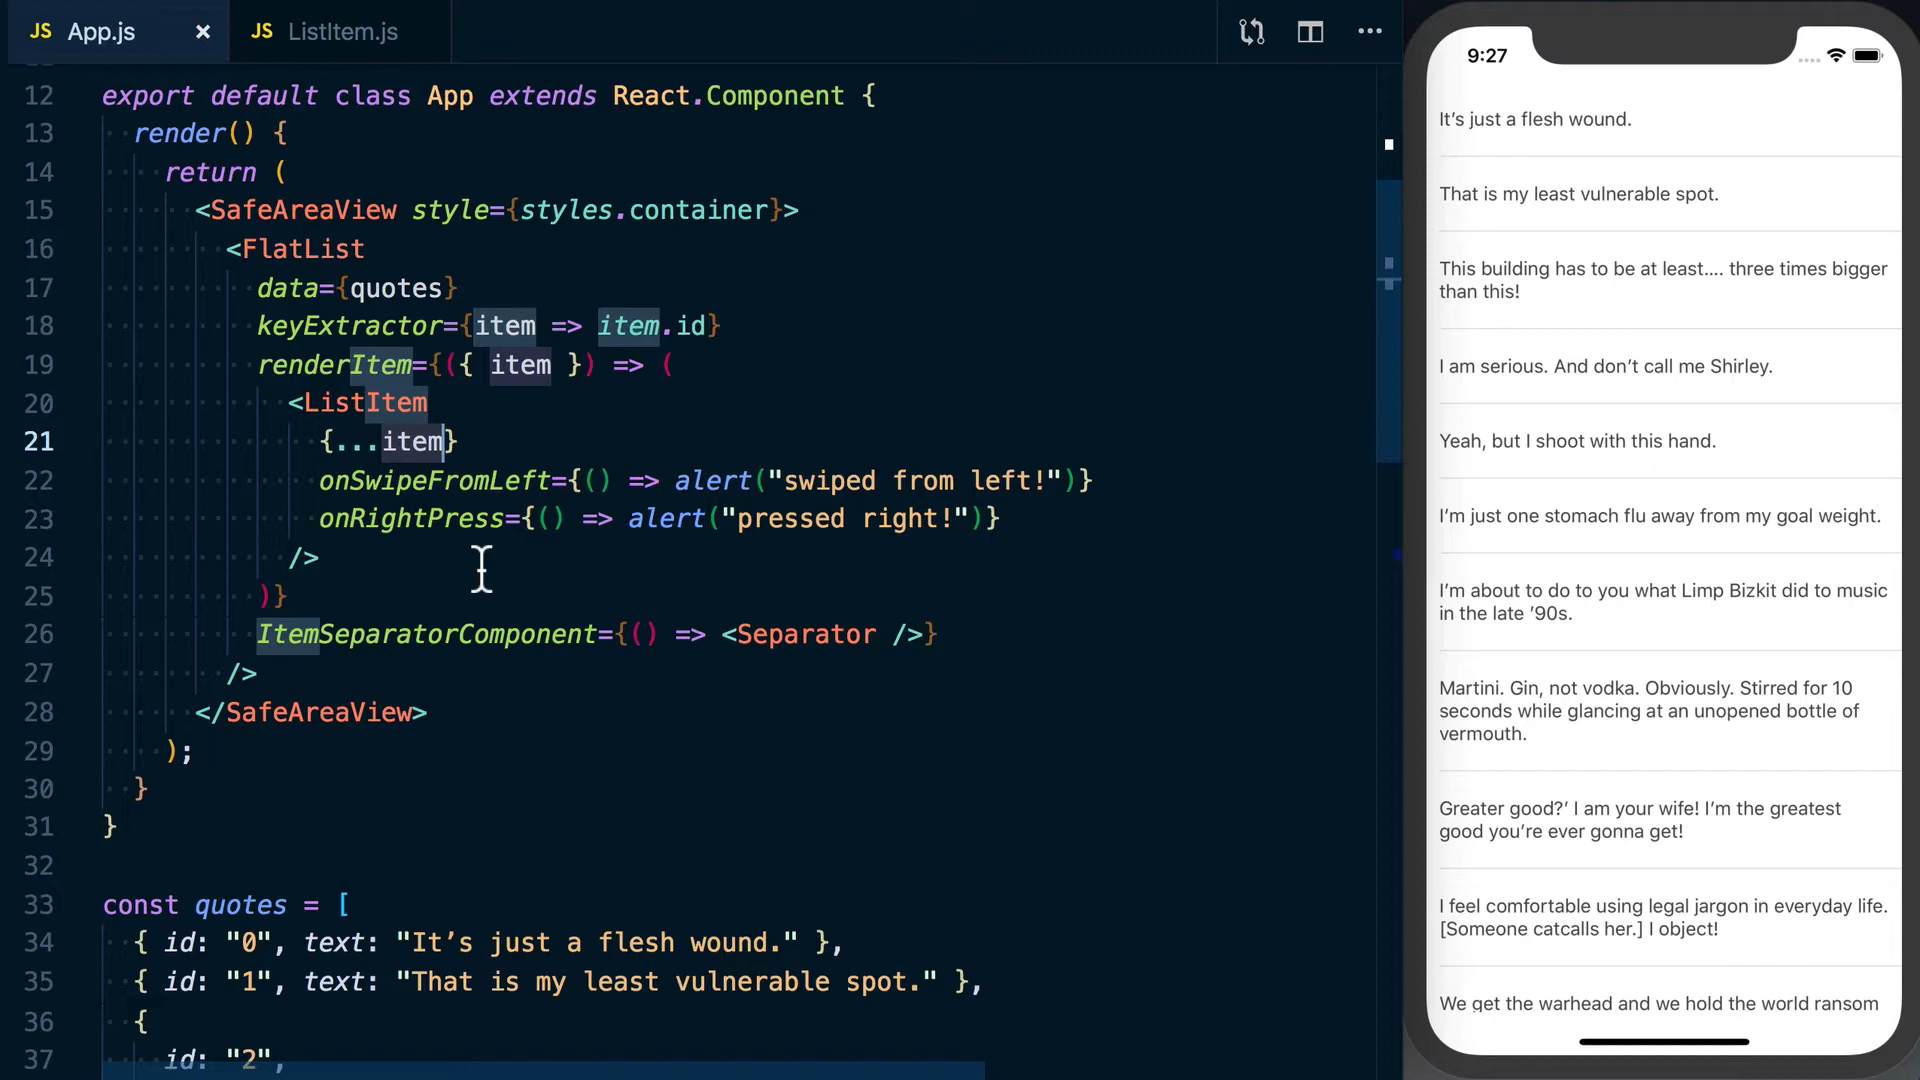 JS App.js × JS ListItem.js
12 export default class App extends React.Component {
13 render() {
14 return (
15 <SafeAreaView style={styles.container}>
16 <FlatList
17 data={quotes}
18 keyExtractor={item => item.id}
19 renderItem={({ item }) => (
20 <ListItem
21 {...item}
22 onSwipeFromLeft={() => alert("swiped from left!")}
23 onRightPress={() => alert("pressed right!")}
24 />
25 )}
26 ItemSeparatorComponent={() => <Separator />}
27 />
28 </SafeAreaView>
29 );
30 }
31 }
32
33 const quotes = [
34 { id: "0", text: "It’s just a flesh wound." },
35 { id: "1", text: "That is my least vulnerable spot." },
36 {
37 id: "2",
9:27
It’s just a flesh wound.
That is my least vulnerable spot.
This building has to be at least.... three times bigger
than this!
I am serious. And don’t call me Shirley.
Yeah, but I shoot with this hand.
I’m just one stomach flu away from my goal weight.
I’m about to do to you what Limp Bizkit did to music
in the late ’90s.
Martini. Gin, not vodka. Obviously. Stirred for 10
seconds while glancing at an unopened bottle of
vermouth.
Greater good?’ I am your wife! I’m the greatest
good you’re ever gonna get!
I feel comfortable using legal jargon in everyday life.
[Someone catcalls her.] I object!
We get the warhead and we hold the world ransom